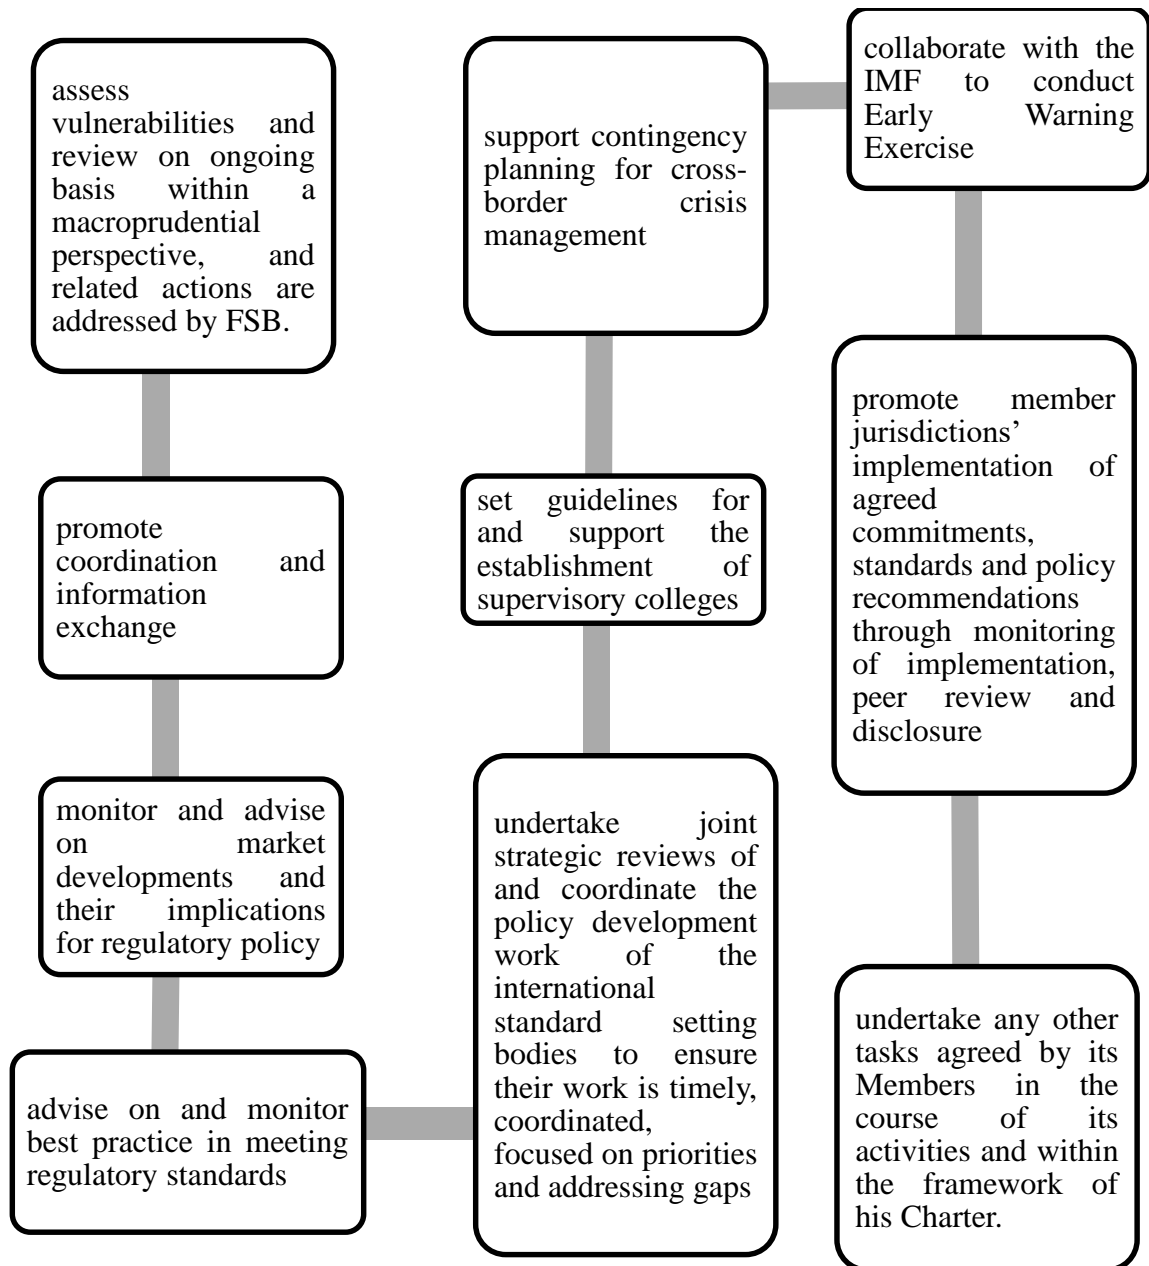 assess
vulnerabilities and
review on ongoing
basis within a
macroprudential
perspective, and
related actions are
addressed by FSB.
promote
coordination and
information
exchange
monitor and advise
on market
developments and
their implications
for regulatory policy
advise on and monitor
best practice in meeting
regulatory standards
undertake joint
strategic reviews of
and coordinate the
policy development
work of the
international
standard setting
bodies to ensure
their work is timely,
coordinated,
focused on priorities
and addressing gaps
set guidelines for
and support the
establishment of
supervisory colleges
support contingency
planning for cross-
border crisis
management
collaborate with the
IMF to conduct
Early Warning
Exercise
promote member
jurisdictions’
implementation of
agreed
commitments,
standards and policy
recommendations
through monitoring
of implementation,
peer review and
disclosure
undertake any other
tasks agreed by its
Members in the
course of its
activities and within
the framework of
his Charter.